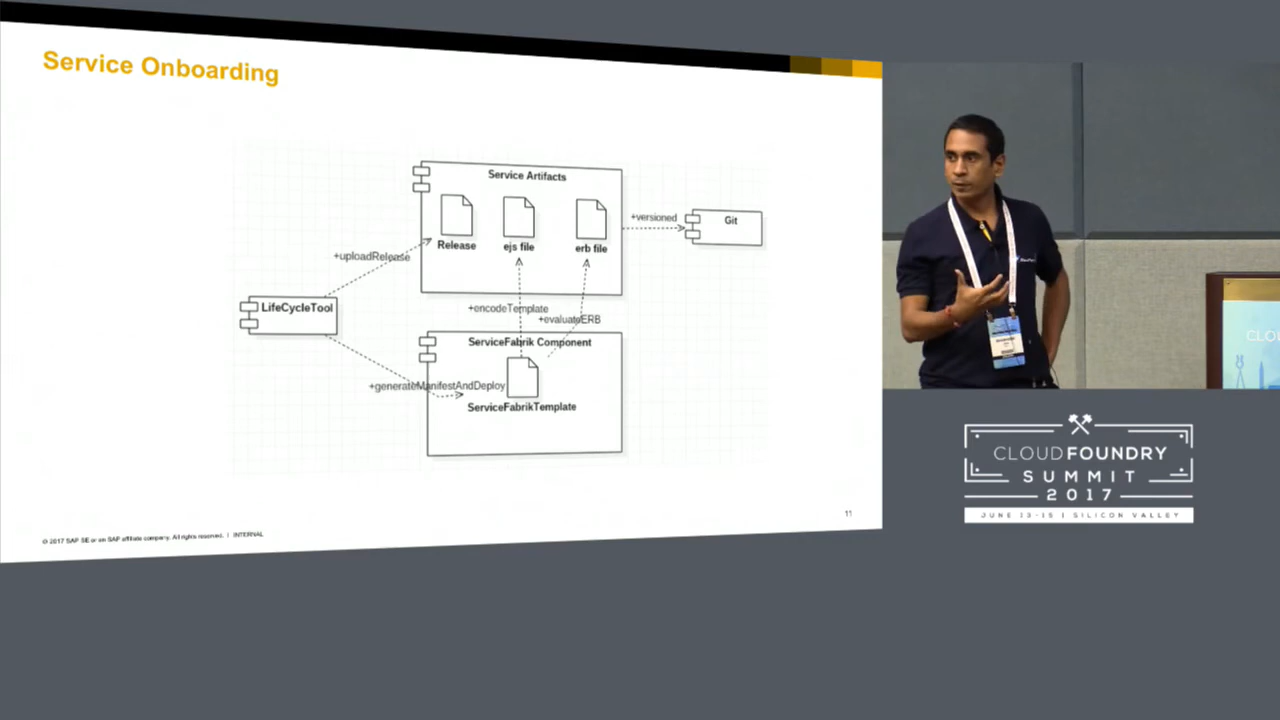 Service Onboarding
Service Artifacts
Release
ejs file
erb file
+versioned
Git
+uploadRelease
LifeCycleTool
+encodeTemplate
+evaluateERB
ServiceFabrik Component
+generateManifestAndDeploy
ServiceFabrikTemplate
11
© 2017 SAP SE or an SAP affiliate company. All rights reserved. | INTERNAL
CLOUDFOUNDRY
SUMMIT
2017
JUNE 13-15 | SILICON VALLEY
CLO